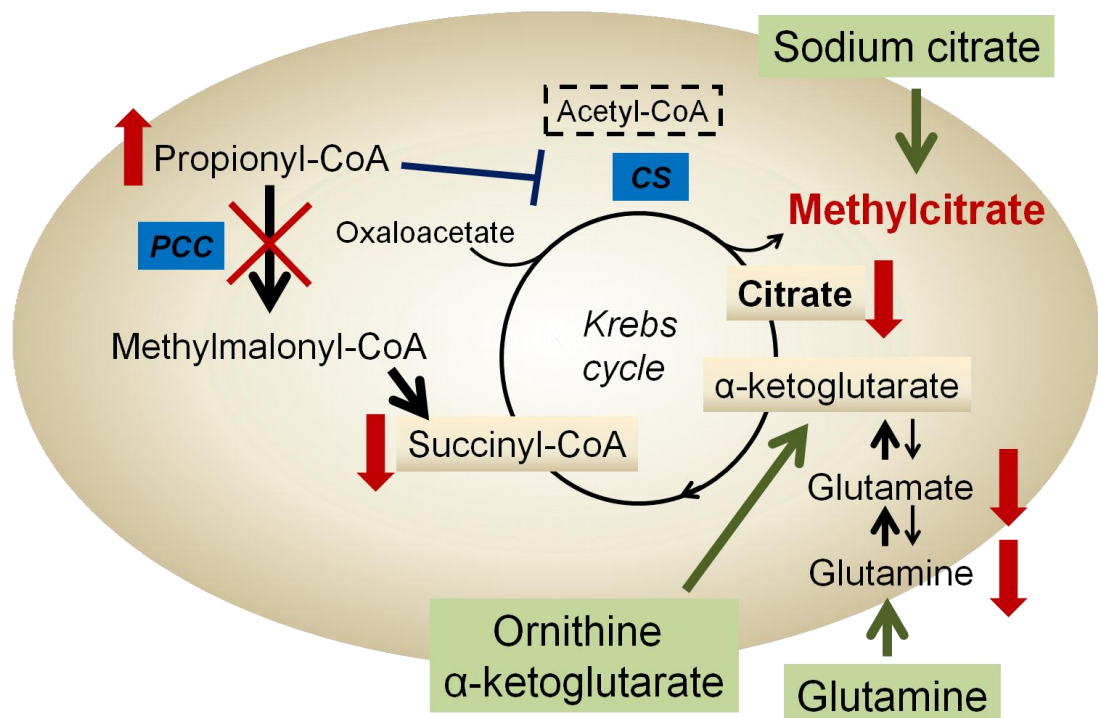 Sodium citrate
Acetyl-CoA
Propionyl-CoA
CS
Methylcitrate
PCC
Oxaloacetate
Citrate
Krebs
cycle
Methylmalonyl-CoA
α-ketoglutarate
Succinyl-CoA
Glutamate
Glutamine
Ornithine
α-ketoglutarate
Glutamine